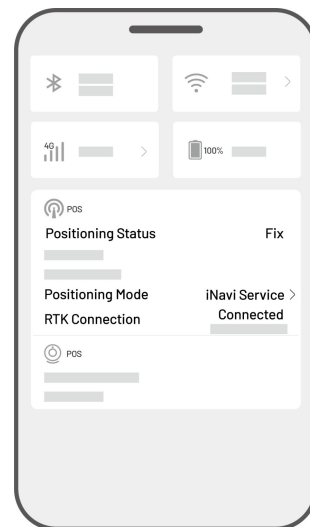 4G
100%
POS
Positioning Status Fix
Positioning Mode iNavi Service >
RTK Connection Connected
POS